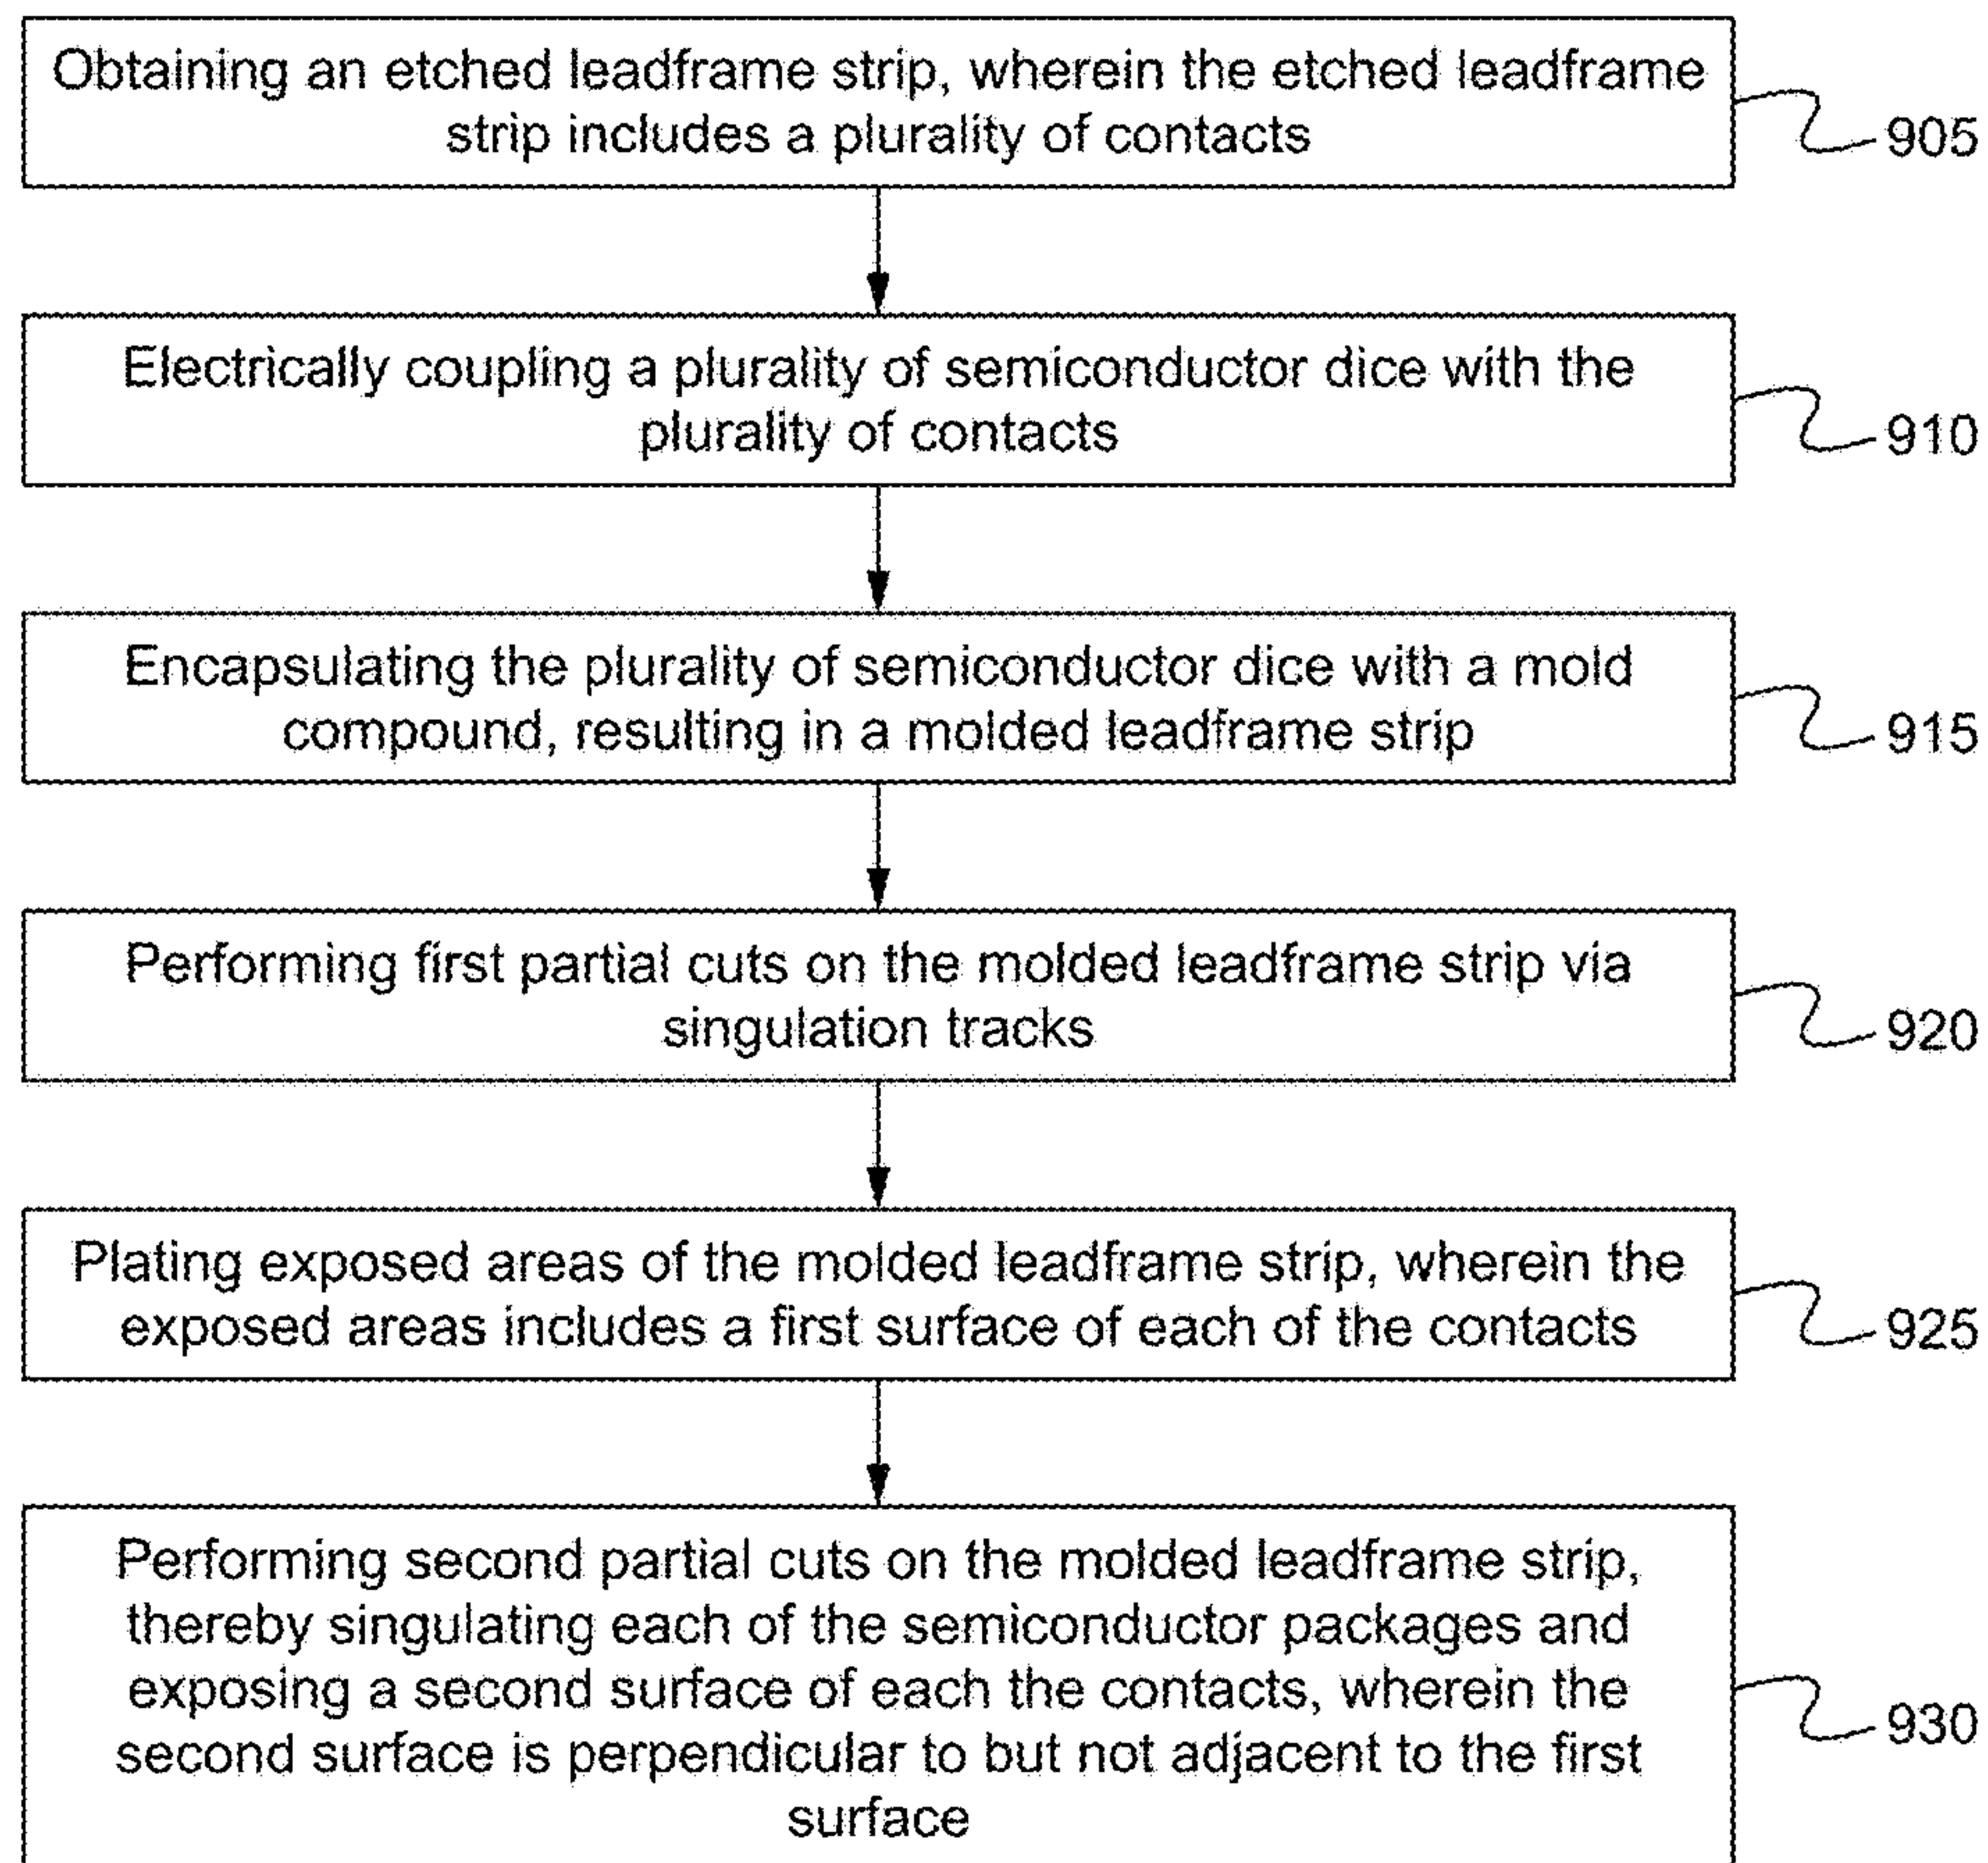 Obtaining an etched leadframe strip, wherein the etched leadframe
strip includes a plurality of contacts
905
Electrically coupling a plurality of semiconductor dice with the
plurality of contacts
910
Encapsulating the plurality of semiconductor dice with a mold
compound, resulting in a molded leadframe strip
915
Performing first partial cuts on the molded leadframe strip via
singulation tracks
920
Plating exposed areas of the molded leadframe strip, wherein the
exposed areas includes a first surface of each of the contacts
925
Performing second partial cuts on the molded leadframe strip,
thereby singulating each of the semiconductor packages and
exposing a second surface of each the contacts, wherein the
second surface is perpendicular to but not adjacent to the first
surface
930